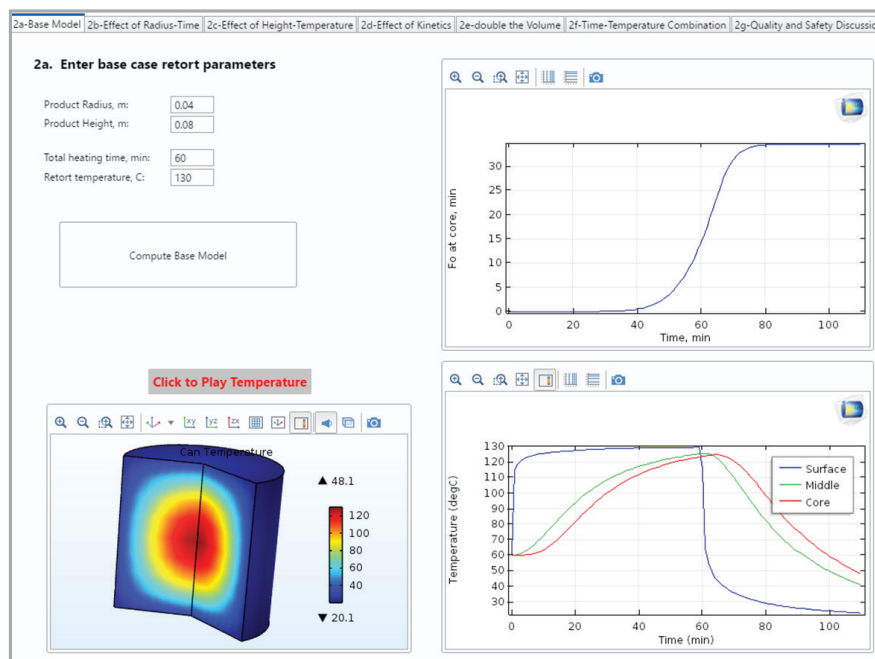 2a-Base Model 2b-Effect of Radius-Time 2c-Effect of Height-Temperature 2d-Effect of Kinetics 2e-double the Volume 2f-Time-Temperature Combination 2g-Quality and Safety Discussio
2a. Enter base case retort parameters
Product Radius, m: 0.04
Product Height, m: 0.08
Total heating time, min: 60
Retort temperature, C: 130
Compute Base Model
Fo at core, min
30
25
20
15
10
5
0
0 20 40 60 80 100
Time, min
Click to Play Temperature
xy yz zx
Can Temperature
▲ 48.1
120
100
80
60
40
▼ 20.1
Temperature (degC)
130
120
110
100
90
80
70
60
50
40
30
Surface
Middle
Core
0 20 40 60 80 100
Time (min)